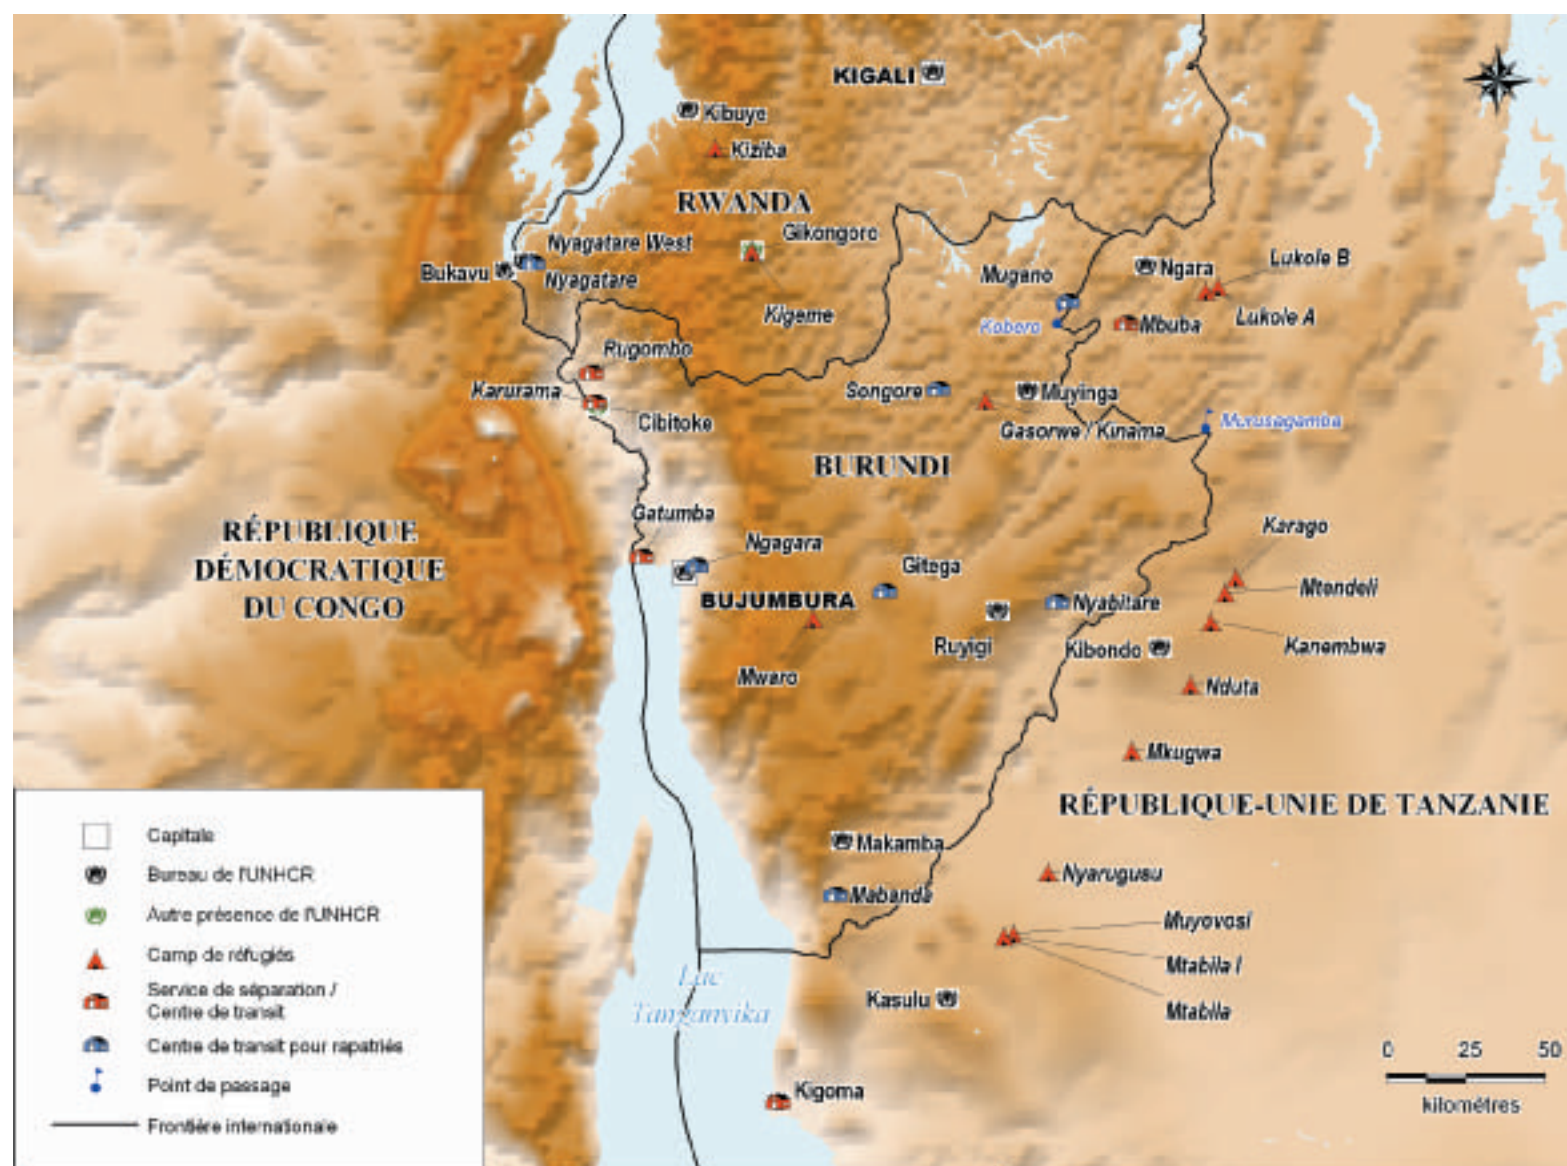 KIGALI
Kibuye
Kiziba
RWANDA
Gikongoro
Nyagatare West
Bukavu
Nyagatare
Kigeme
Mugano
Ngara
Lukole B
Kobero
Mbuba
Lukole A
Rugombo
Karurama
Cibitoke
Songore
Muyinga
Gasorwe / Kinama
Murusagamba
BURUNDI
RÉPUBLIQUE
DÉMOCRATIQUE
DU CONGO
Gatumba
Ngagara
Gitega
Karago
BUJUMBURA
Nyabitare
Mtendeli
Mwaro
Ruyigi
Kibondo
Kanembwa
Nduta
Mkugwa
RÉPUBLIQUE-UNIE DE TANZANIE
Makamba
Mabanda
Nyarugusu
Muyovosi
Mtabila I
Mtabila
Lac
Tanganyika
Kasulu
Kigoma
Capitale
Bureau de l'UNHCR
Autre présence de l'UNHCR
Camp de réfugiés
Service de séparation /
Centre de transit
Centre de transit pour rapatriés
Point de passage
Frontière internationale
0 25 50
kilométres